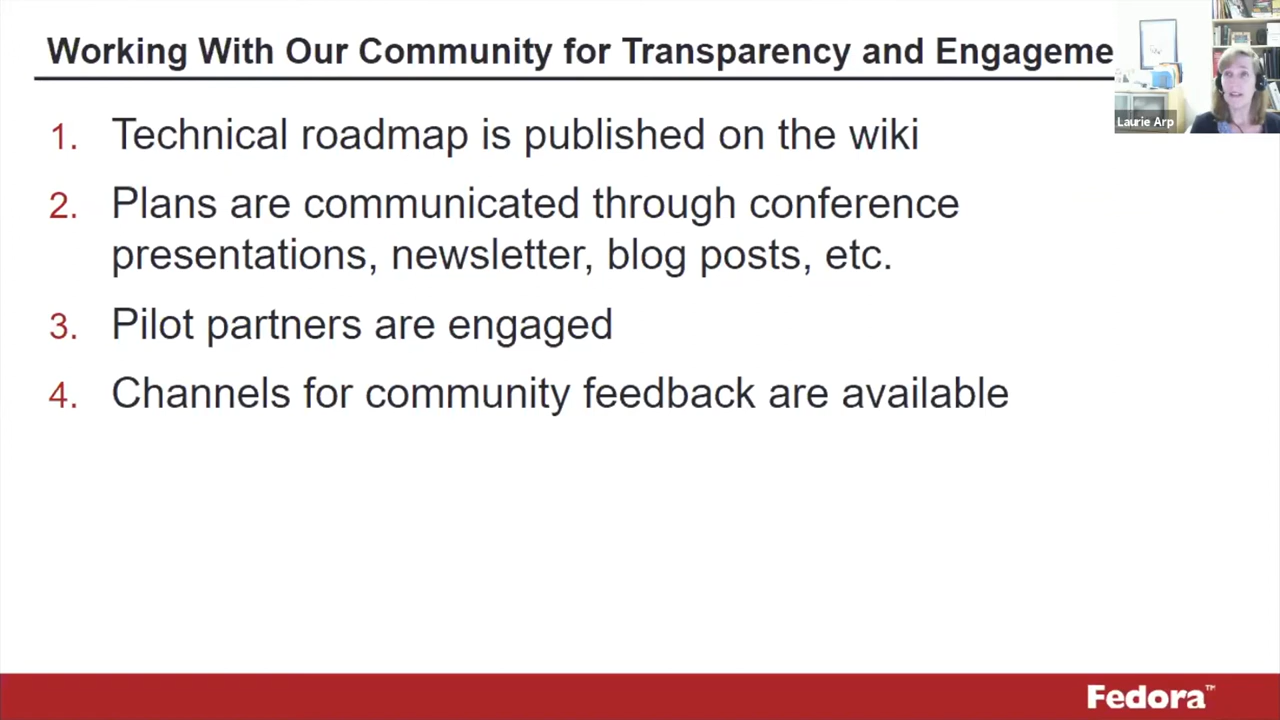 Working With Our Community for Transparency and Engageme
Laurie Arp
1. Technical roadmap is published on the wiki
2. Plans are communicated through conference
presentations, newsletter, blog posts, etc.
3. Pilot partners are engaged
4. Channels for community feedback are available
Fedora™